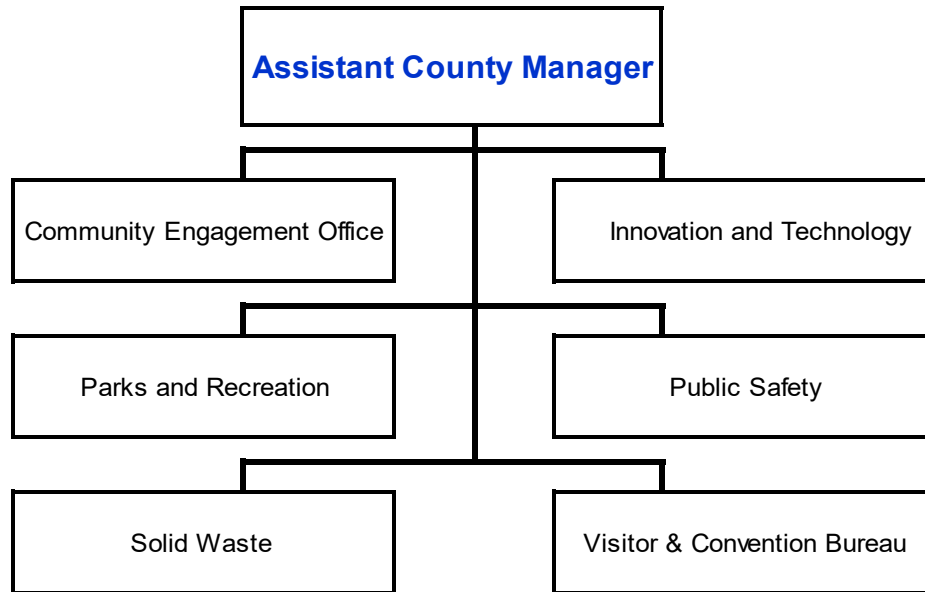 Assistant County Manager
Community Engagement Office
Innovation and Technology
Parks and Recreation
Public Safety
Solid Waste
Visitor & Convention Bureau